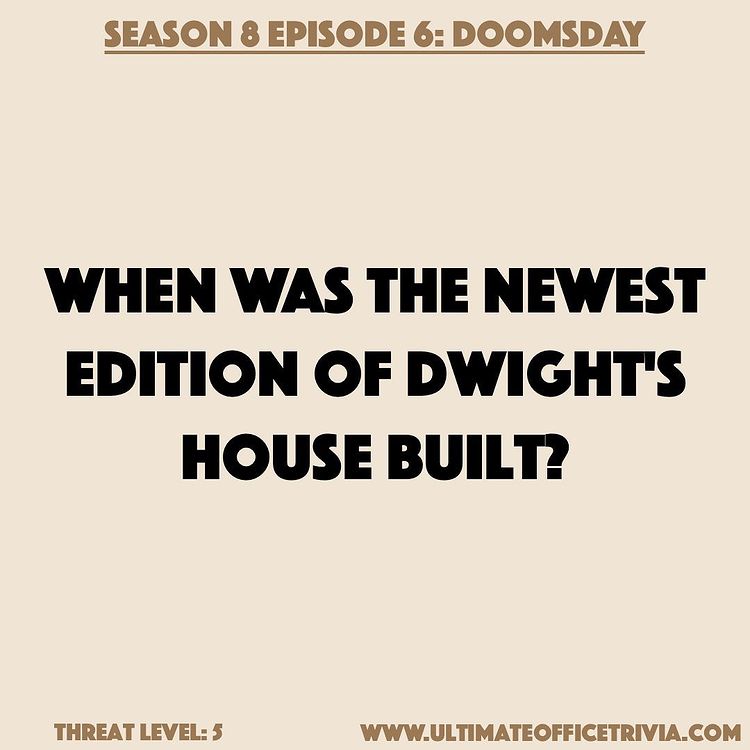 SEASON 8 EPISODE 6: DOOMSDAY
WHEN WAS THE NEWEST
EDITION OF DWIGHT'S
HOUSE BUILT?
THREAT LEVEL: 5
WWW.ULTIMATEOFFICETRIVIA.COM